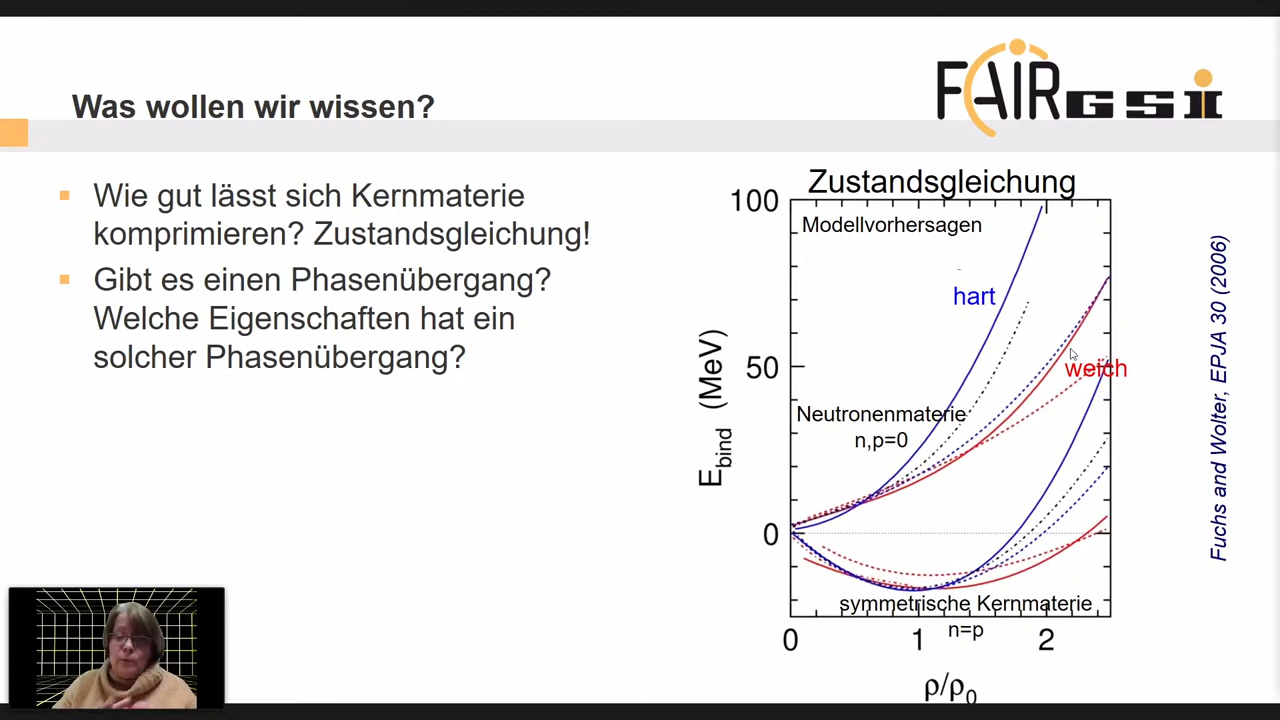 Was wollen wir wissen?
FAIR GSI
Wie gut lässt sich Kernmaterie
komprimieren? Zustandsgleichung!
Gibt es einen Phasenübergang?
Welche Eigenschaften hat ein
solcher Phasenübergang?
Zustandsgleichung
100
Modellvorhersagen
hart
50
weich
Neutronenmaterie
n,p=0
E_bind (MeV)
0
symmetrische Kernmaterie
n=p
0 1 2
ρ/ρ₀
Fuchs and Wolter, EPJA 30 (2006)